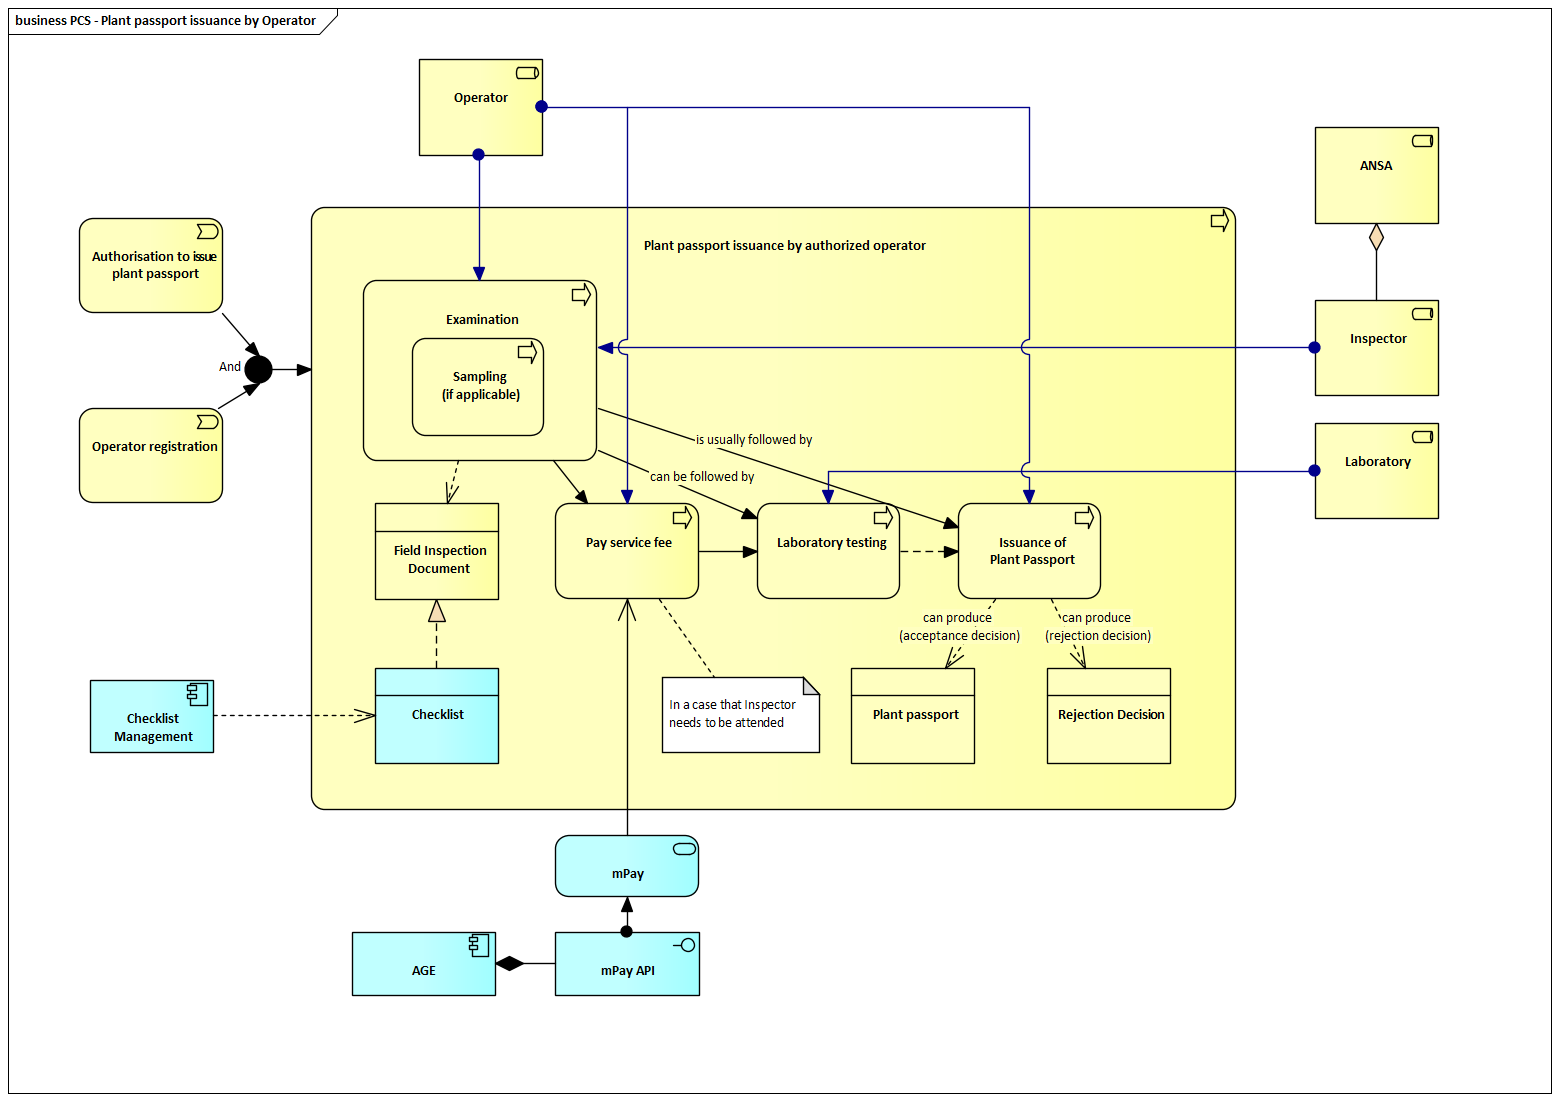 business PCS - Plant passport issuance by Operator
Operator
ANSA
Authorisation to issue
plant passport
Plant passport issuance by authorized operator
Examination
Inspector
And
Sampling
(if applicable)
Operator registration
is usually followed by
can be followed by
Laboratory
Field Inspection
Document
Pay service fee
Laboratory testing
Issuance of
Plant Passport
can produce
(acceptance decision)
can produce
(rejection decision)
Checklist
Management
Checklist
In a case that Inspector
needs to be attended
Plant passport
Rejection Decision
mPay
AGE
mPay API